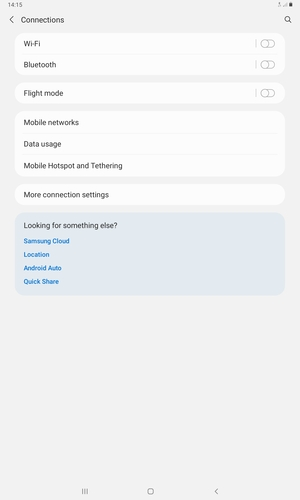 14:15
Connections
Wi-Fi
Bluetooth
Flight mode
Mobile networks
Data usage
Mobile Hotspot and Tethering
More connection settings
Looking for something else?
Samsung Cloud
Location
Android Auto
Quick Share